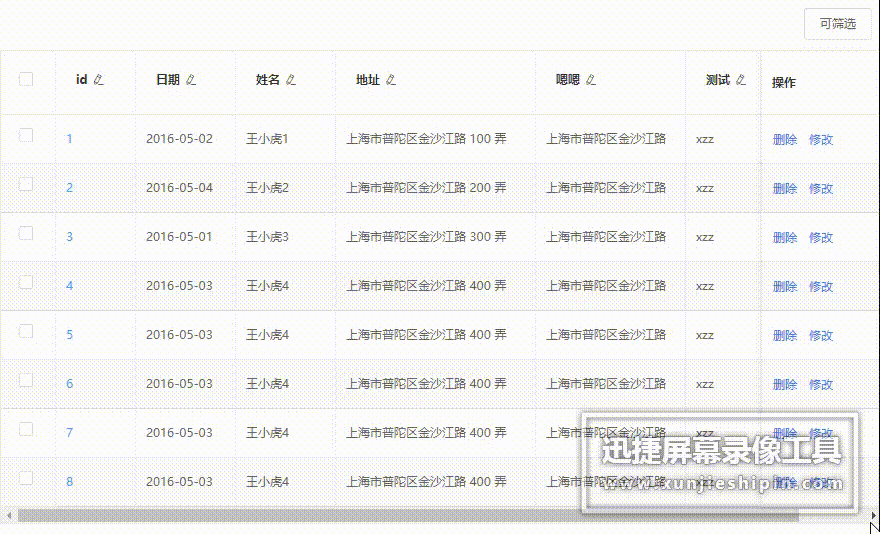 可筛选
id 日期 姓名 地址 嗯嗯 测试 操作
1 2016-05-02 王小虎1 上海市普陀区金沙江路 100 弄 上海市普陀区金沙江路 xzz 删除 修改
2 2016-05-04 王小虎2 上海市普陀区金沙江路 200 弄 上海市普陀区金沙江路 xzz 删除 修改
3 2016-05-01 王小虎3 上海市普陀区金沙江路 300 弄 上海市普陀区金沙江路 xzz 删除 修改
4 2016-05-03 王小虎4 上海市普陀区金沙江路 400 弄 上海市普陀区金沙江路 xzz 删除 修改
5 2016-05-03 王小虎4 上海市普陀区金沙江路 400 弄 上海市普陀区金沙江路 xzz 删除 修改
6 2016-05-03 王小虎4 上海市普陀区金沙江路 400 弄 上海市普陀区金沙江路 xzz 删除 修改
7 2016-05-03 王小虎4 上海市普陀区金沙江路 400 弄 上海市普陀区金沙江路 xzz 删除 修改
迅捷屏幕录像工具
8 2016-05-03 王小虎4 上海市普陀区金沙江路 400 弄 上海市普陀区金沙江路 xzz 删除 修改
www.xunjieshipin.com